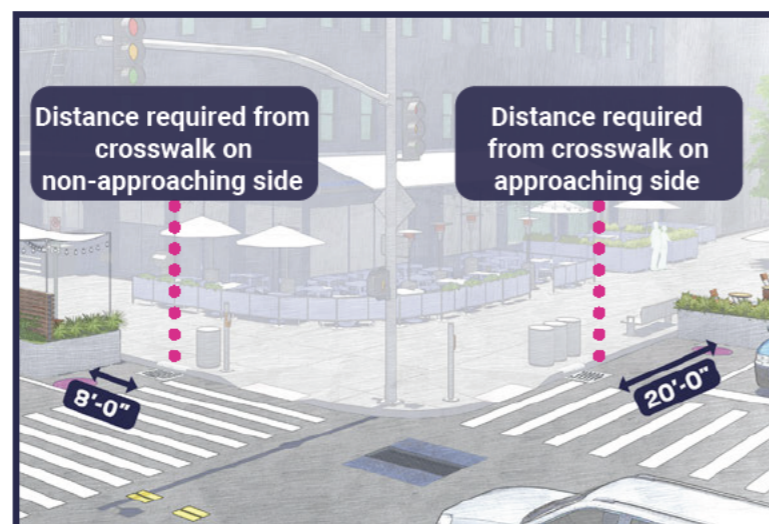 Distance required from
crosswalk on
non-approaching side
Distance required
from crosswalk on
approaching side
8'-0"
20'-0"